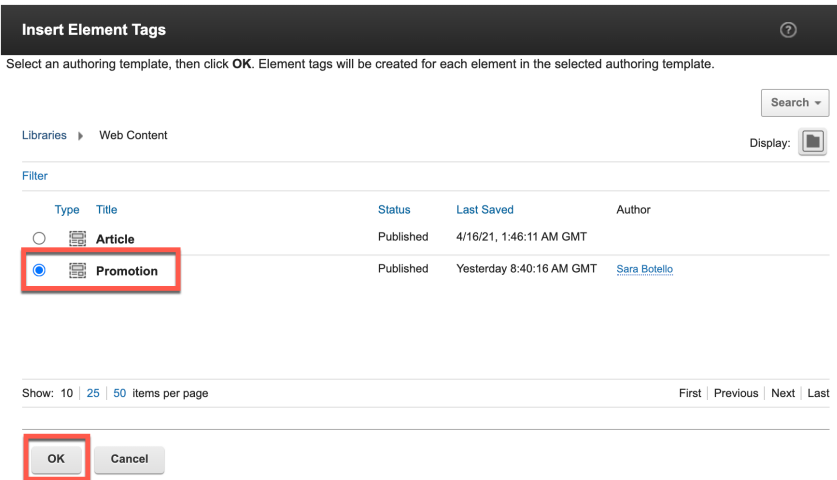 Insert Element Tags ?
Select an authoring template, then click OK. Element tags will be created for each element in the selected authoring template.
Search
Libraries Web Content
Display:
Filter
Type Title Status Last Saved Author
Article Published 4/16/21, 1:46:11 AM GMT
Promotion Published Yesterday 8:40:16 AM GMT Sara Botello
Show: 10 | 25 | 50 items per page First | Previous | Next | Last
OK Cancel